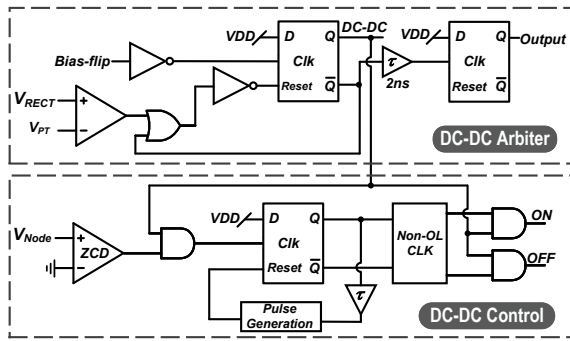 DC-DC
VDD
D
Q
Bias-flip
Clk
Reset
Q
VRECT
+
VPT
−
τ
2ns
VDD
D
Q
Output
Clk
Reset
Q
DC-DC Arbiter
VNode
+
ZCD
−
VDD
D
Q
Clk
Reset
Q
Non-OL
CLK
ON
OFF
τ
Pulse
Generation
DC-DC Control